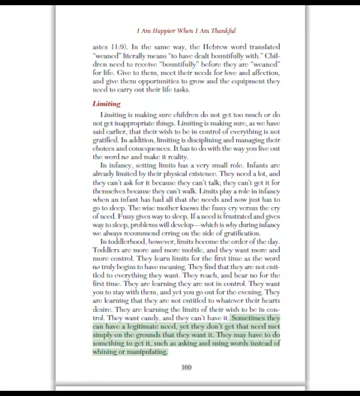 I Am Happier When I Am Thankful
astes 11:9). In the same way, the Hebrew word translated
"weaned" literally means "to have dealt bountifully with." Chil-
dren need to receive "bountifully" before they are "weaned"
for life. Give to them, meet their needs for love and affection,
and give them opportunities to grow and the equipment they
need to carry out their life tasks.
Limiting
Limiting is making sure children do not get too much or do
not get inappropriate things. Limiting is making sure, as we have
said earlier, that their wish to be in control of everything is not
gratified. In addition, limiting is disciplining and managing their
choices and consequences. It has to do with the way you live out
the word no and make it reality.
In infancy, setting limits has a very small role. Infants are
already limited by their physical existence. They need a lot, and
they can't ask for it because they can't talk; they can't get it for
themselves because they can't walk. Limits play a role in infancy
when an infant has had all that she needs and now just has to
go to sleep. The wise mother knows the fussy cry versus the cry
of need. Fussy gives way to sleep. If a need is frustrated and gives
way to sleep, problems will develop—which is why during infancy
we always recommend erring on the side of gratification.
In toddlerhood, however, limits become the order of the day.
Toddlers are more and more mobile, and they want more and
more control. They learn limits for the first time as the word
no truly begins to have meaning. They find that they are not enti-
tled to everything they want. They reach, and hear no for the
first time. They are learning they are not in control. They want
you to stay with them, and yet you go out for the evening. They
are learning that they are not entitled to whatever their hearts
desire. They are learning the limits of their wish to be in con-
trol. They want candy, and they can't have it. Sometimes they
can have a legitimate need, yet they don't get that need met
simply on the grounds that they want it. They may have to do
something to get it, such as asking and using words instead of
whining or manipulating.
169